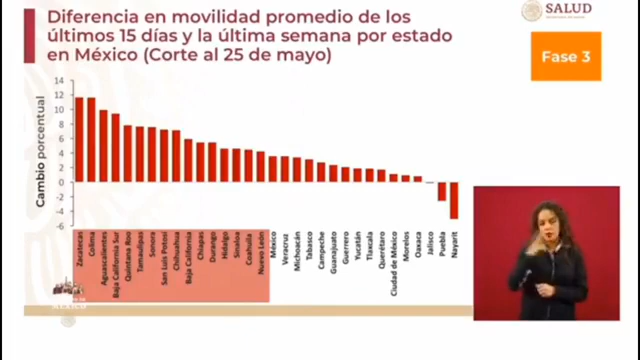 Diferencia en movilidad promedio de los
últimos 15 días y la última semana por estado
en México (Corte al 25 de mayo)
SALUD
Fase 3
Cambio porcentual
14
12
10
8
6
4
2
0
-2
-4
-6
Zacatecas
Colima
Aguascalientes
Baja California Sur
Quintana Roo
Tamaulipas
Sonora
San Luis Potosí
Chihuahua
Baja California
Chiapas
Durango
Hidalgo
Sinaloa
Coahuila
Nuevo León
México
Veracruz
Michoacán
Tabasco
Campeche
Guanajuato
Guerrero
Yucatán
Tlaxcala
Querétaro
Ciudad de México
Morelos
Oaxaca
Jalisco
Puebla
Nayarit
MÉXICO